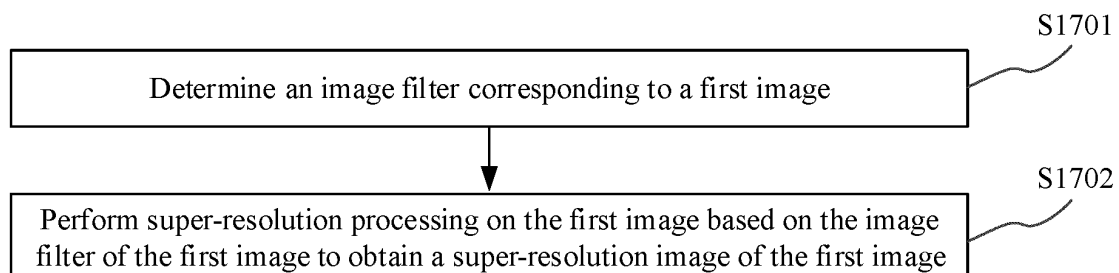 S1701
Determine an image filter corresponding to a first image
S1702
Perform super-resolution processing on the first image based on the image
filter of the first image to obtain a super-resolution image of the first image